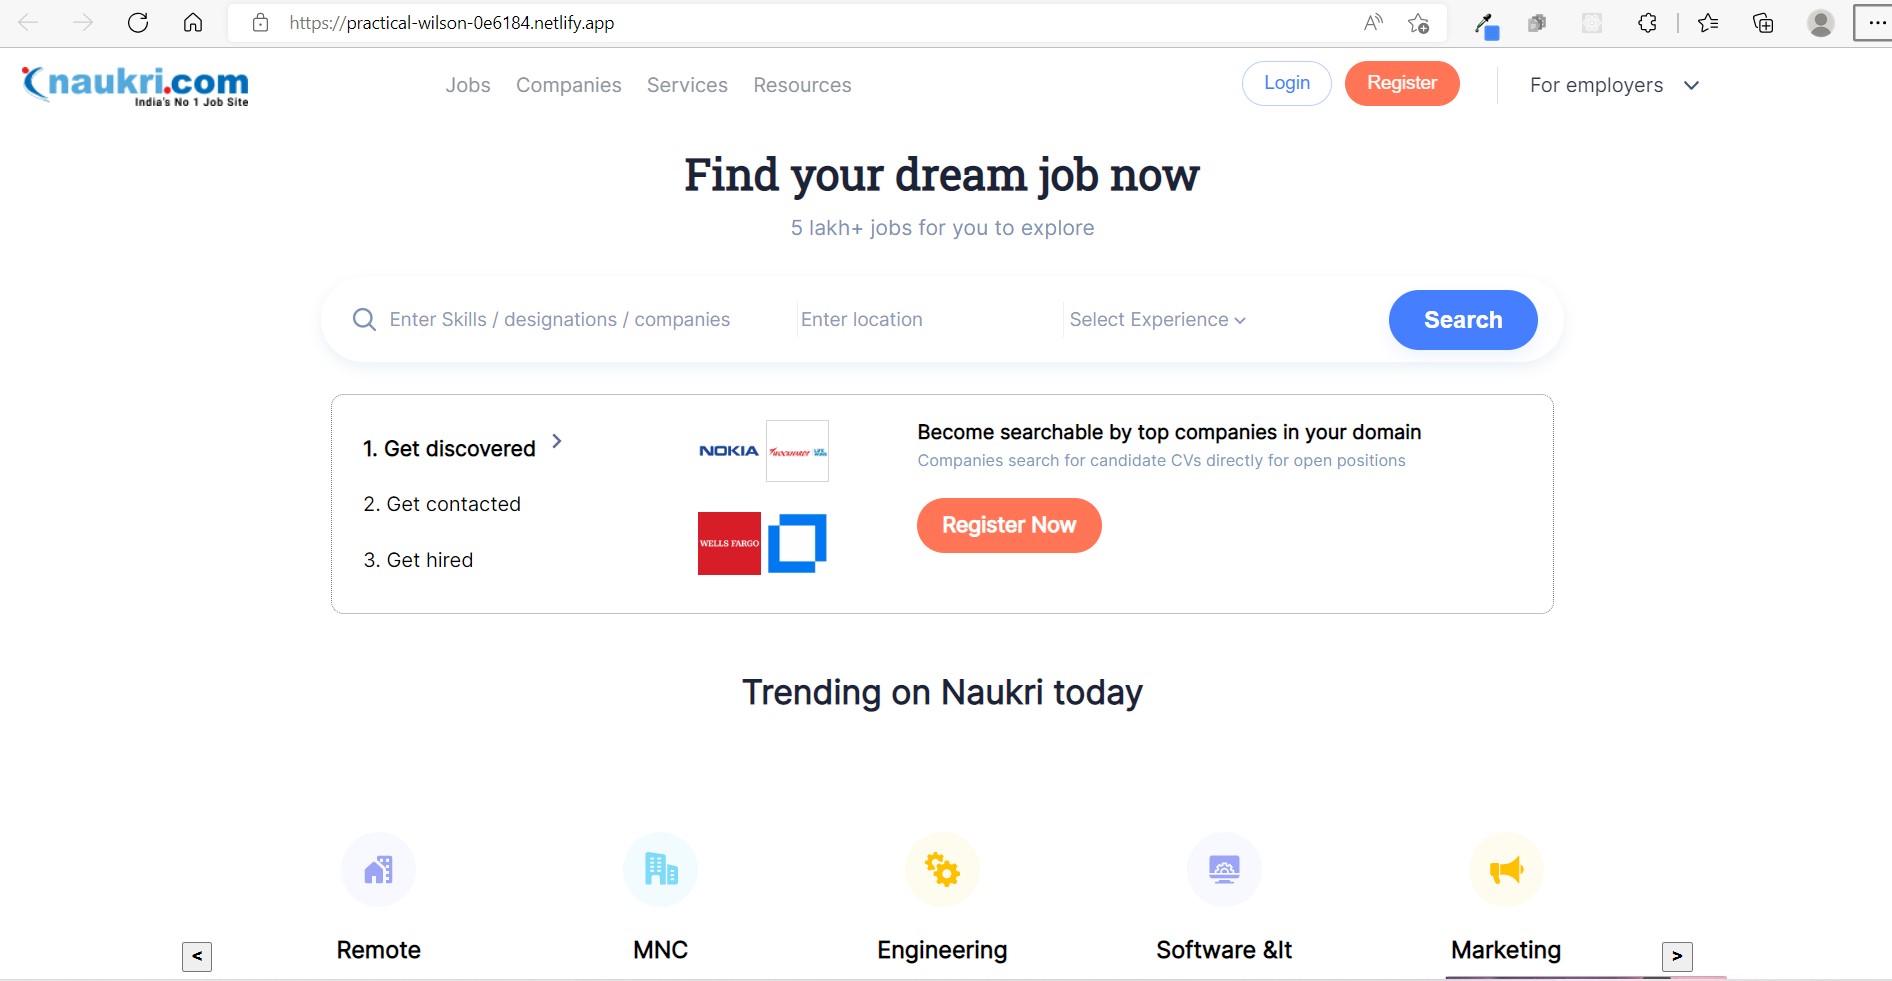 https://practical-wilson-0e6184.netlify.app
naukri.com
India's No 1 Job Site
Jobs Companies Services Resources Login Register For employers
Find your dream job now
5 lakh+ jobs for you to explore
Enter Skills / designations / companies Enter location Select Experience Search
1. Get discovered
2. Get contacted
3. Get hired
NOKIA WOCKHARDT LIFE WINS
WELLS FARGO
Become searchable by top companies in your domain
Companies search for candidate CVs directly for open positions
Register Now
Trending on Naukri today
< Remote MNC Engineering Software &It Marketing >